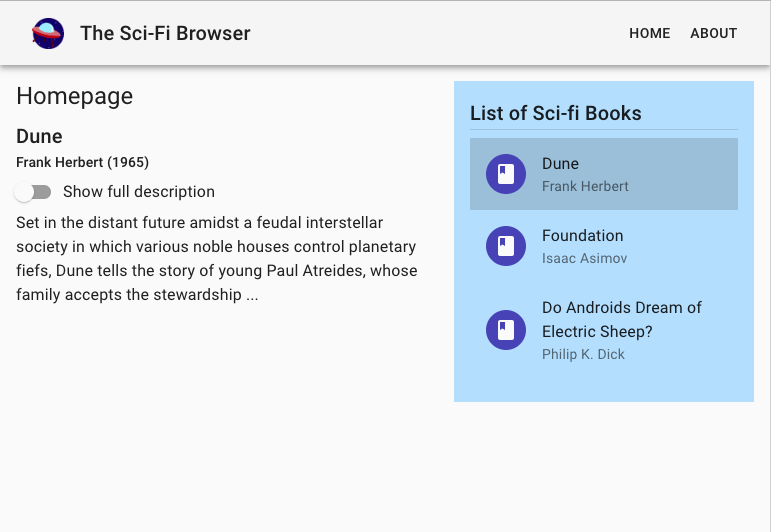 The Sci-Fi Browser
HOME
ABOUT
Homepage
Dune
Frank Herbert (1965)
Show full description
Set in the distant future amidst a feudal interstellar
society in which various noble houses control planetary
fiefs, Dune tells the story of young Paul Atreides, whose
family accepts the stewardship ...
List of Sci-fi Books
Dune
Frank Herbert
Foundation
Isaac Asimov
Do Androids Dream of
Electric Sheep?
Philip K. Dick